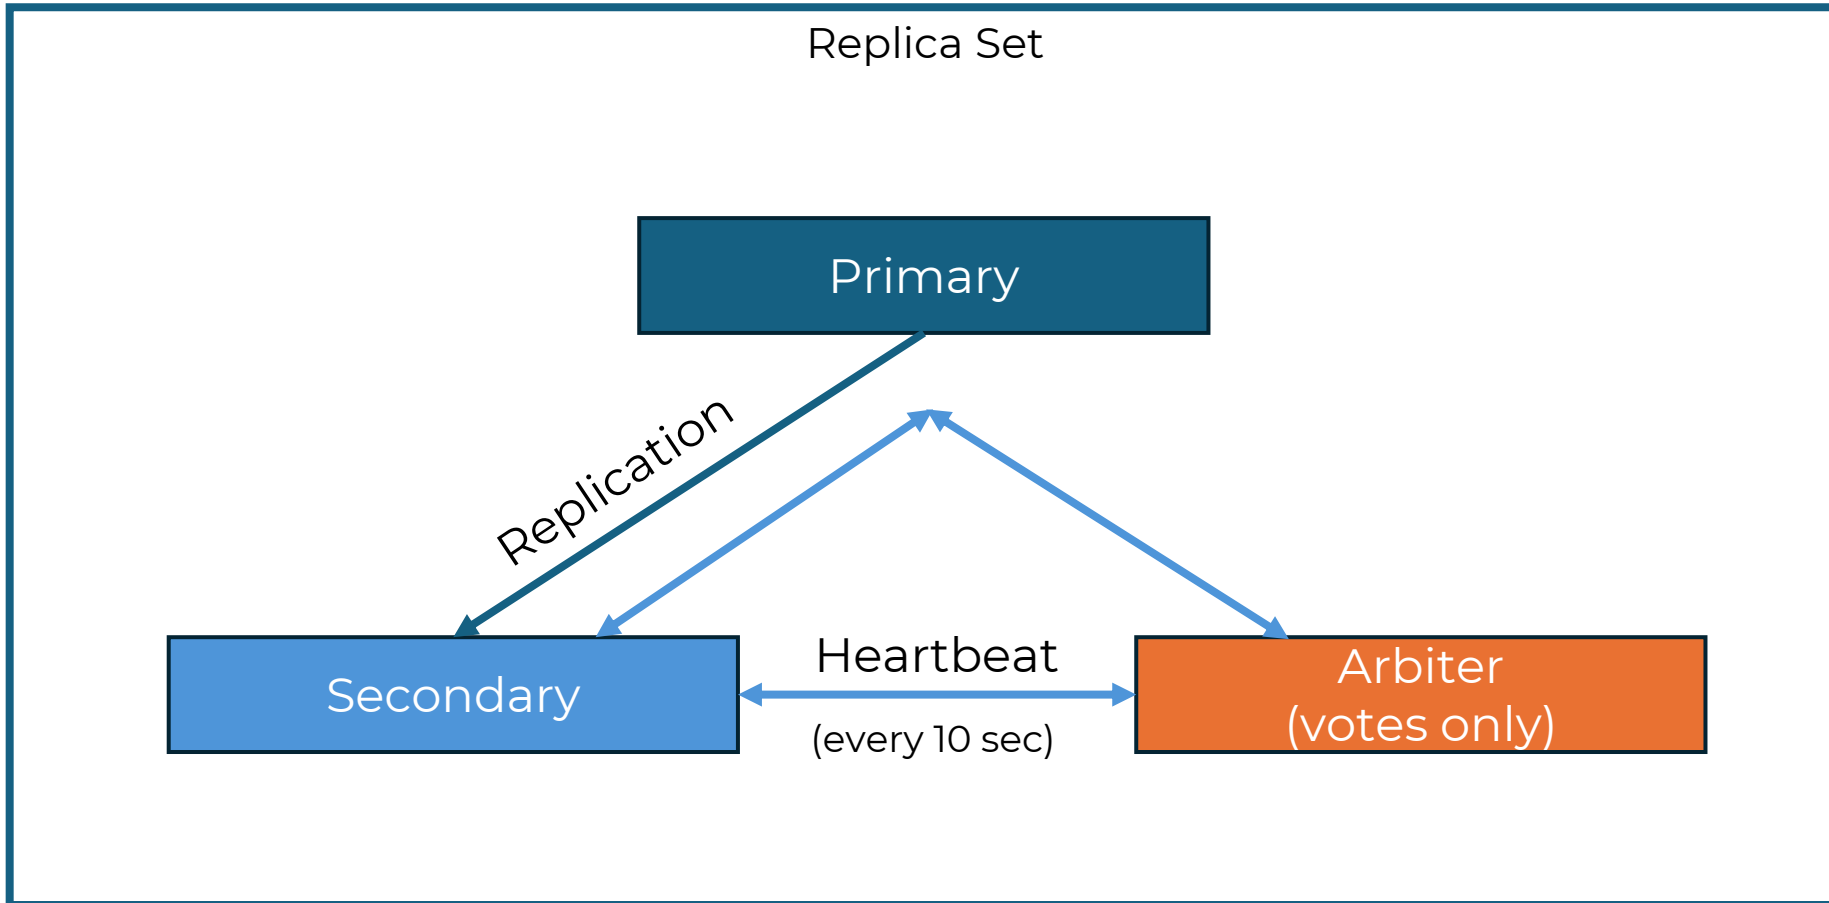 Replica Set
Primary
Replication
Heartbeat
(every 10 sec)
Secondary
Arbiter
(votes only)